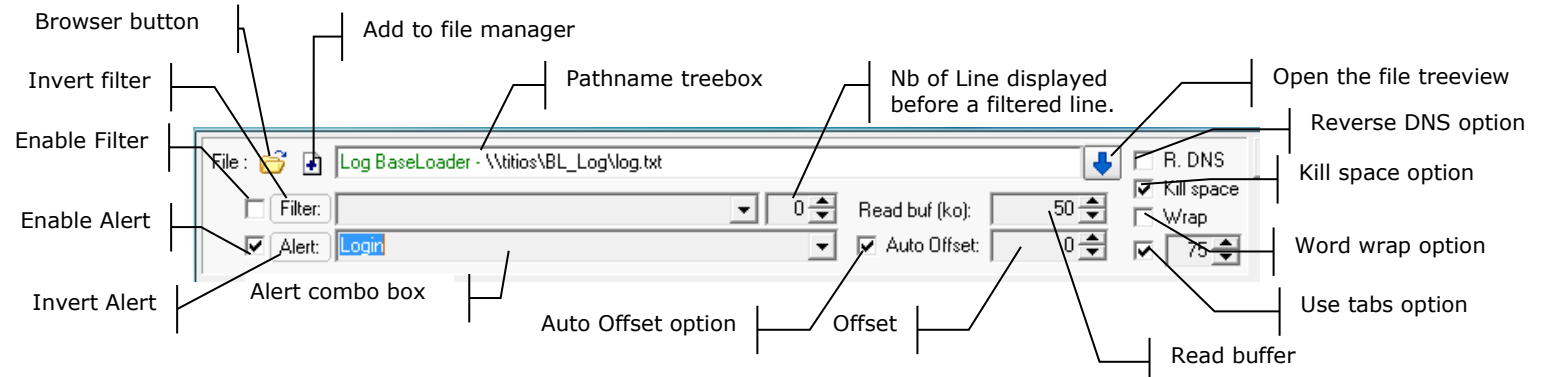 Browser button
Add to file manager
Invert filter
Pathname treebox
Nb of Line displayed
before a filtered line.
Open the file treeview
Enable Filter
Reverse DNS option
File :
Log BaseLoader - \\titios\BL_Log\log.txt
R. DNS
Kill space option
Kill space
Filter:
0
Read buf (ko):
50
Wrap
Enable Alert
Alert:
Login
Auto Offset:
0
75
Word wrap option
Invert Alert
Alert combo box
Auto Offset option
Offset
Use tabs option
Read buffer